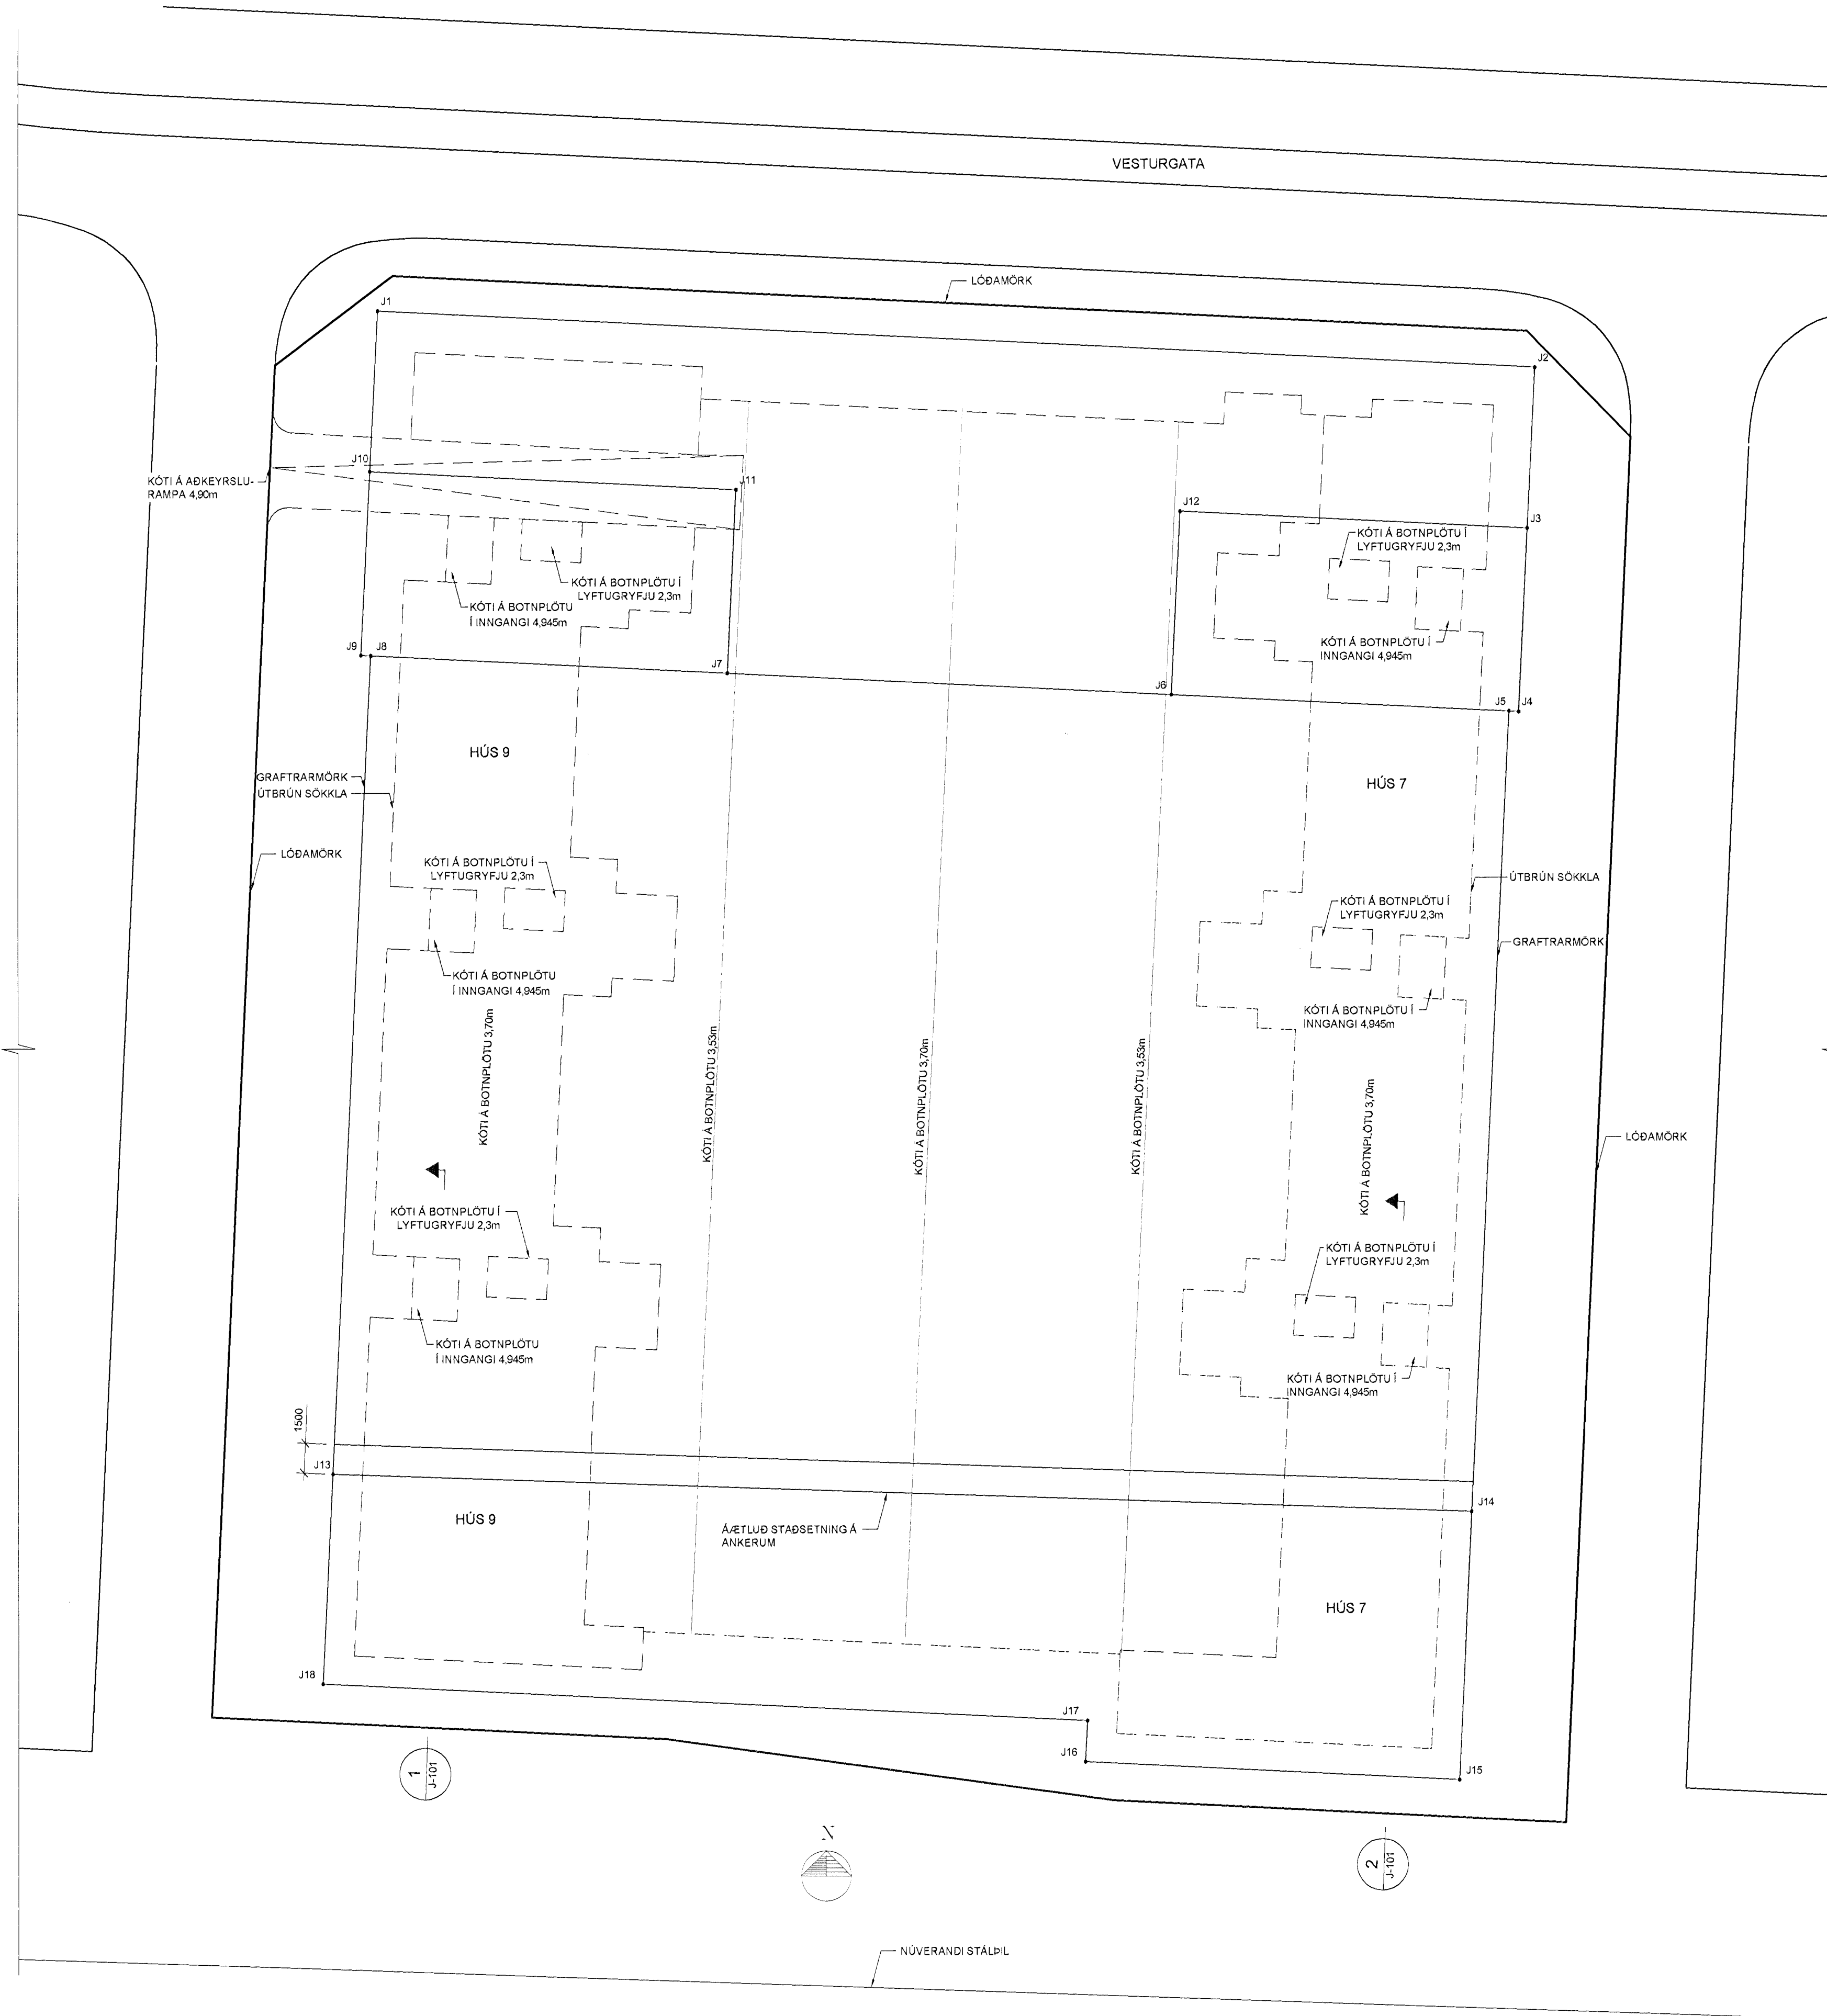 VESTURGATA
LÓÐAMÖRK
J1
J2
J10
KÓTI Á AÐKEYRSLU-
RAMPA 4,90m
J11
J12
J3
KÓTI Á BOTNPLÖTU Í
LYFTUGRYFJU 2,3m
KÓTI Á BOTNPLÖTU Í
LYFTUGRYFJU 2,3m
KÓTI Á BOTNPLÖTU
Í INNGANGI 4,945m
KÓTI Á BOTNPLÖTU Í
INNGANGI 4,945m
J9
J8
J7
J6
J5
J4
HÚS 9
HÚS 7
GRAFTRARMÖRK
ÚTBRÚN SÖKKLA
LÓÐAMÖRK
KÓTI Á BOTNPLÖTU Í
LYFTUGRYFJU 2,3m
ÚTBRÚN SÖKKLA
KÓTI Á BOTNPLÖTU Í
LYFTUGRYFJU 2,3m
GRAFTRARMÖRK
KÓTI Á BOTNPLÖTU
Í INNGANGI 4,945m
KÓTI Á BOTNPLÖTU Í
INNGANGI 4,945m
KÓTI Á BOTNPLÖTU 3,70m
KÓTI Á BOTNPLÖTU 3,53m
KÓTI Á BOTNPLÖTU 3,70m
KÓTI Á BOTNPLÖTU 3,53m
KÓTI Á BOTNPLÖTU 3,70m
LÓÐAMÖRK
KÓTI Á BOTNPLÖTU Í
LYFTUGRYFJU 2,3m
KÓTI Á BOTNPLÖTU Í
LYFTUGRYFJU 2,3m
KÓTI Á BOTNPLÖTU
Í INNGANGI 4,945m
KÓTI Á BOTNPLÖTU Í
INNGANGI 4,945m
1500
J13
J14
HÚS 9
ÁÆTLUÐ STAÐSETNING Á
ANKERUM
HÚS 7
J18
J17
J16
J15
1
J-101
2
J-101
N
NÚVERANDI STÁLÞIL